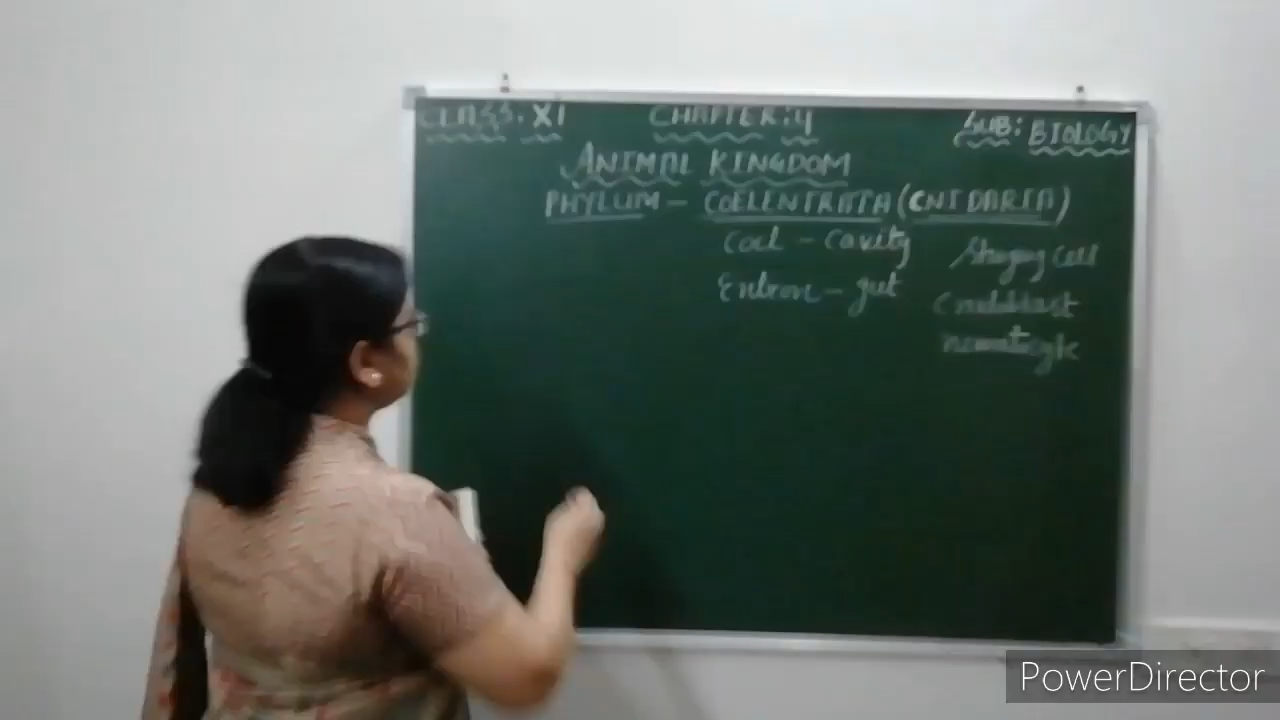 CLASS. XI CHAPTER:4 SUB: BIOLOGY
ANIMAL KINGDOM
PHYLUM - COELENTRATA (CNIDARIA)
Coel - cavity
Entron - gut
Stinging cell
Cnidoblast
PowerDirector